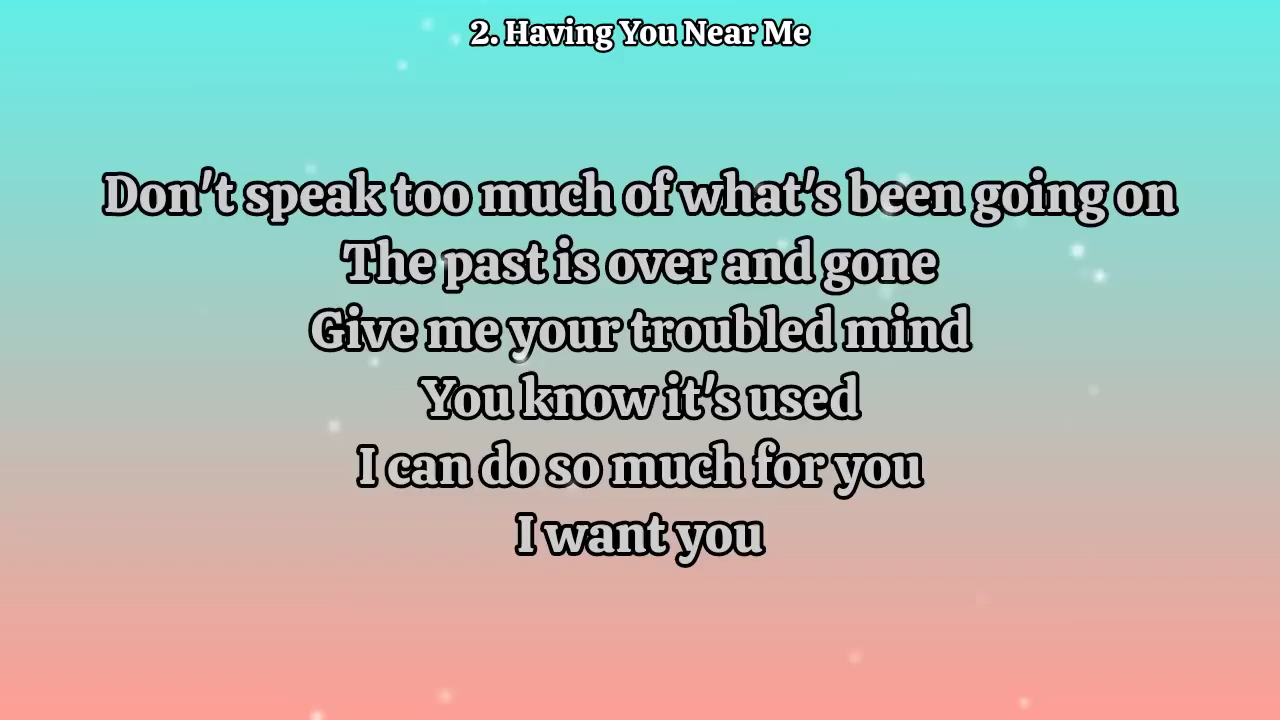 2. Having You Near Me
Don't speak too much of what's been going on
The past is over and gone
Give me your troubled mind
You know it's used
I can do so much for you
I want you